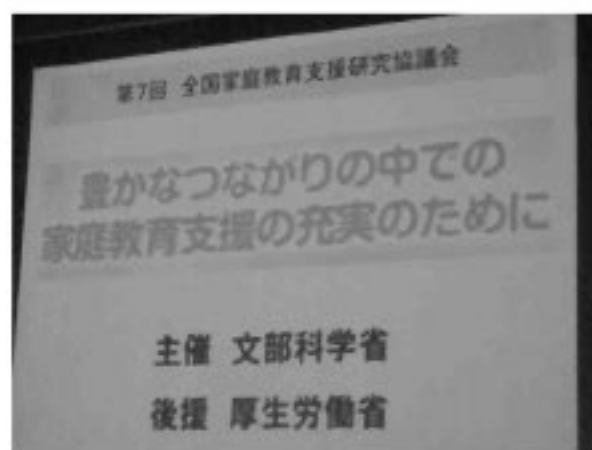 第7回 全国家庭教育支援研究協議会
豊かなつながりの中での
家庭教育支援の充実のために
主催 文部科学省
後援 厚生労働省